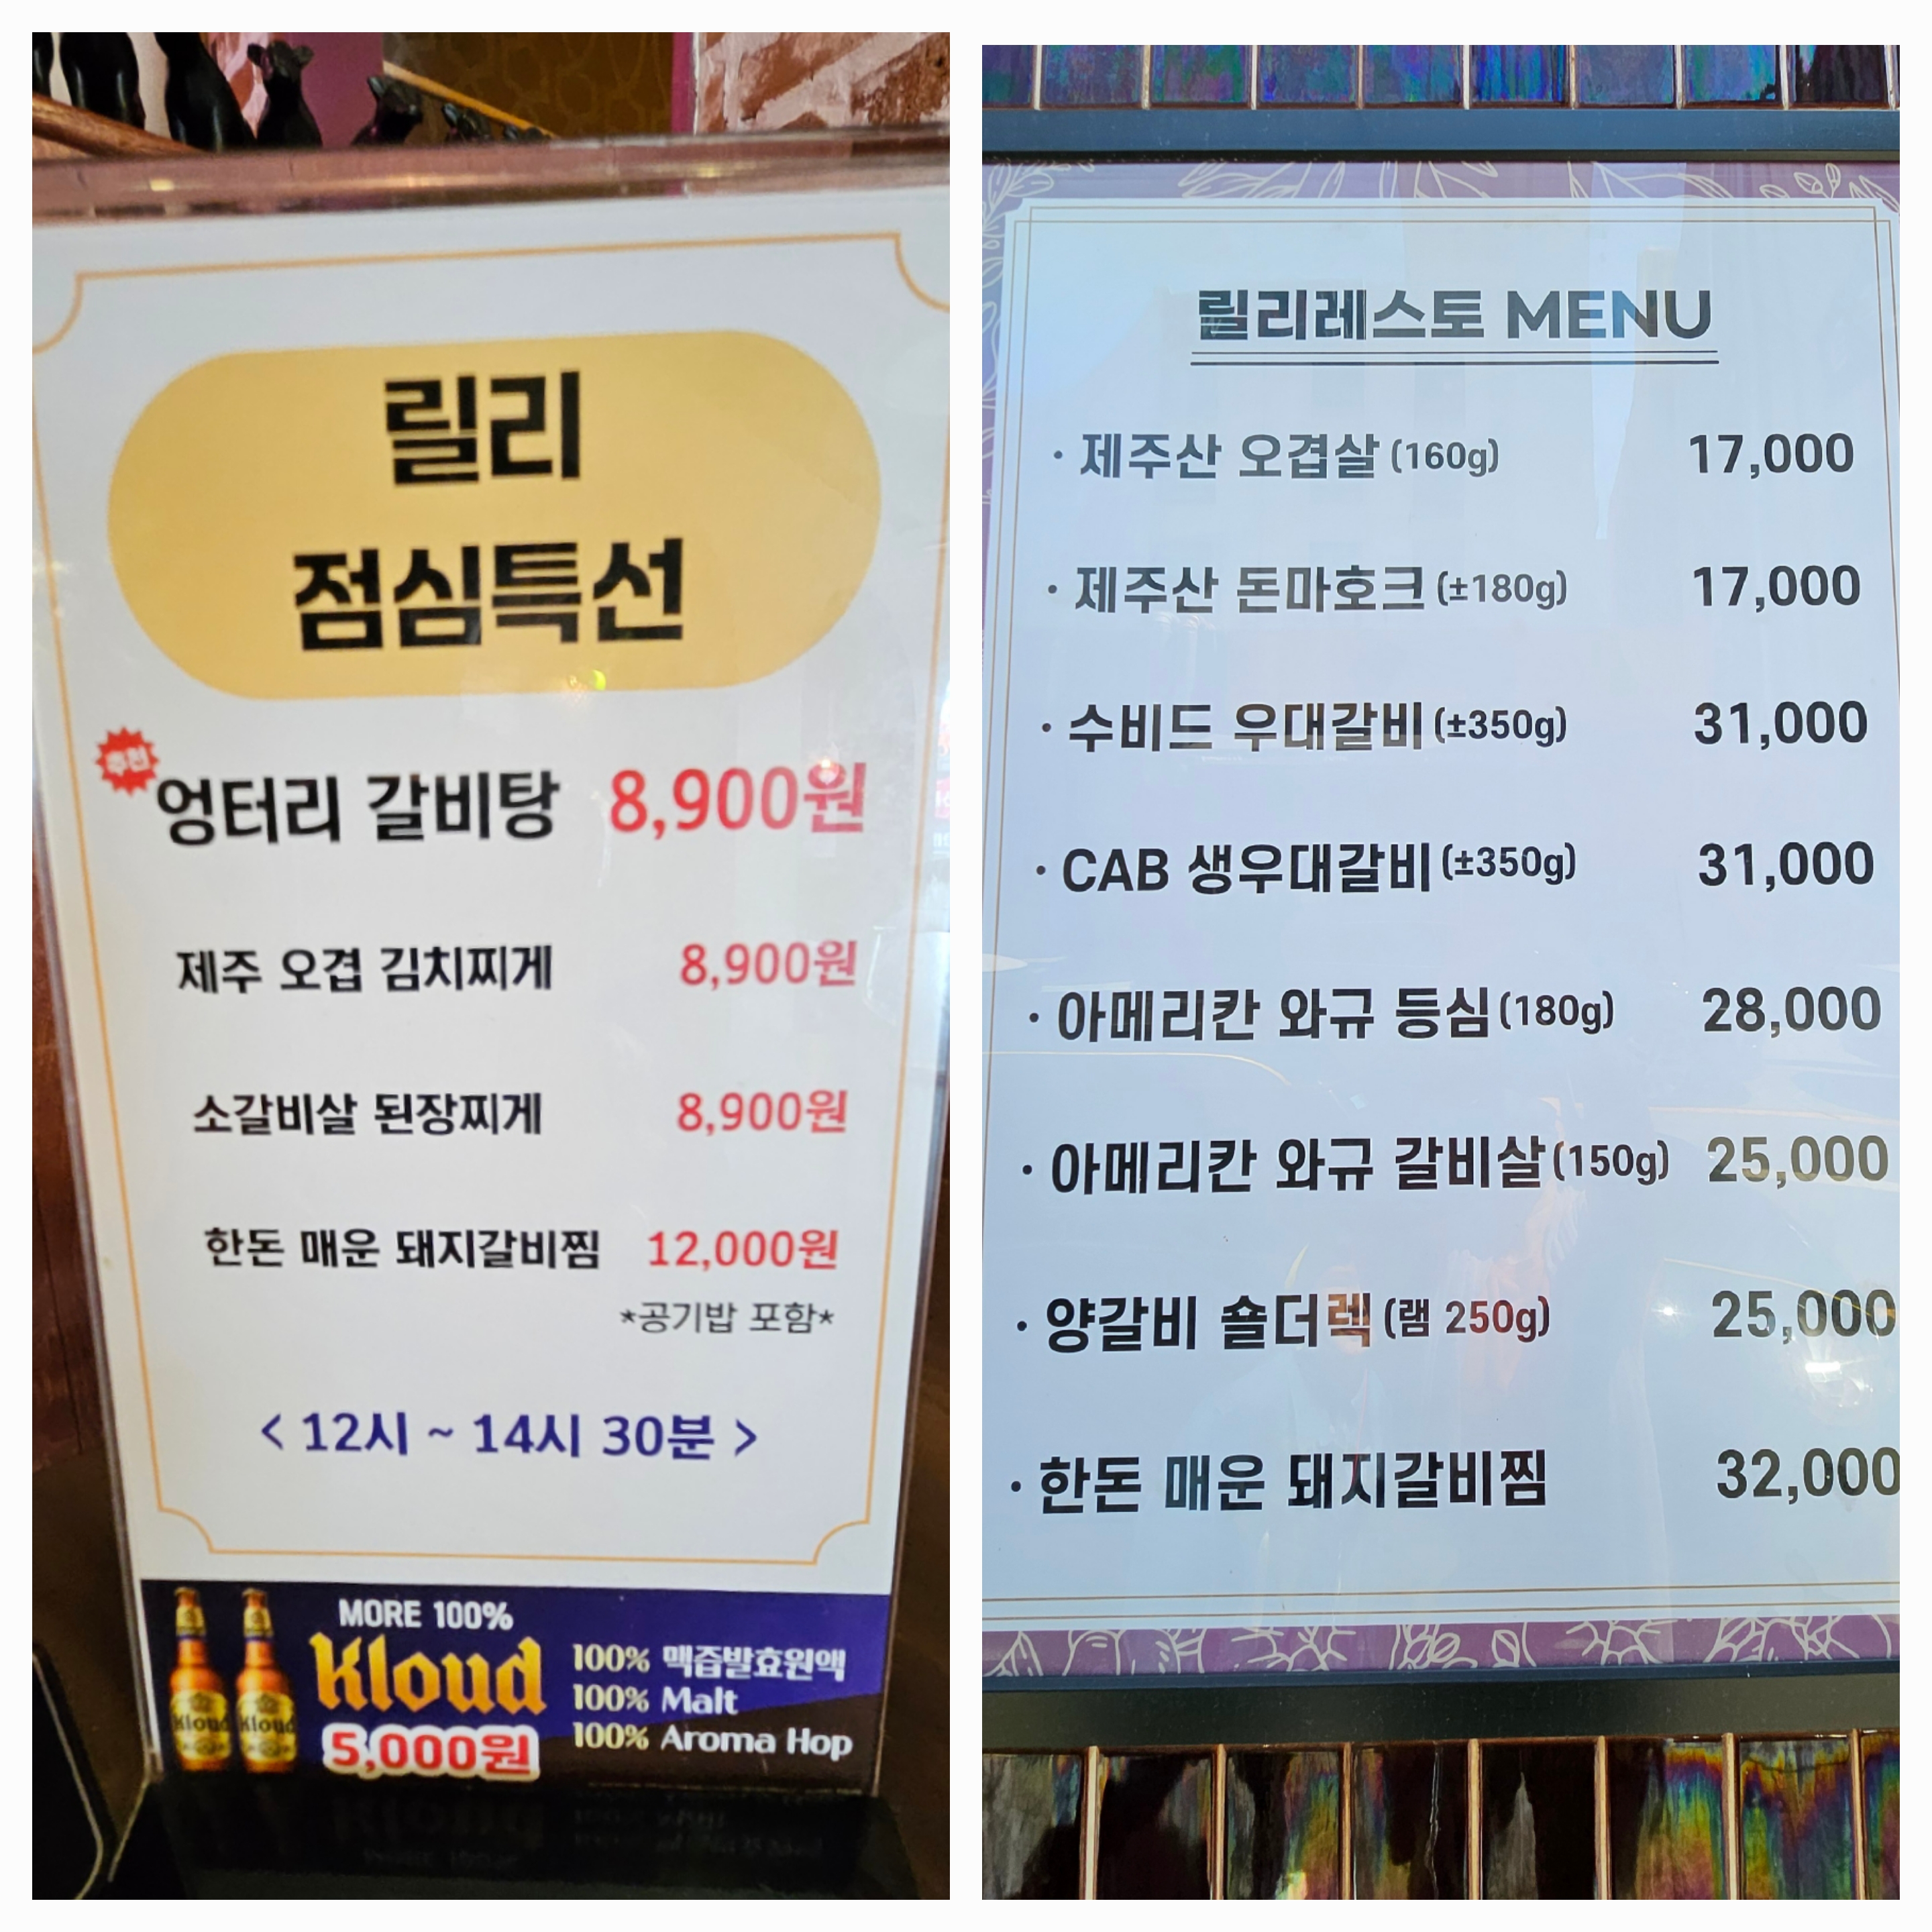 릴리
점심특선
추천
엉터리 갈비탕 8,900원
제주 오겹 김치찌게 8,900원
소갈비살 된장찌게 8,900원
한돈 매운 돼지갈비찜 12,000원
*공기밥 포함*
< 12시 ~ 14시 30분 >
MORE 100%
Kloud
5,000원
100% 맥즙발효원액
100% Malt
100% Aroma Hop
Kloud Kloud
릴리레스토 MENU
· 제주산 오겹살 (160g) 17,000
· 제주산 돈마호크 (±180g) 17,000
· 수비드 우대갈비 (±350g) 31,000
· CAB 생우대갈비 (±350g) 31,000
· 아메리칸 와규 등심 (180g) 28,000
· 아메리칸 와규 갈비살 (150g) 25,000
· 양갈비 숄더렉 (램 250g) 25,000
· 한돈 매운 돼지갈비찜 32,000